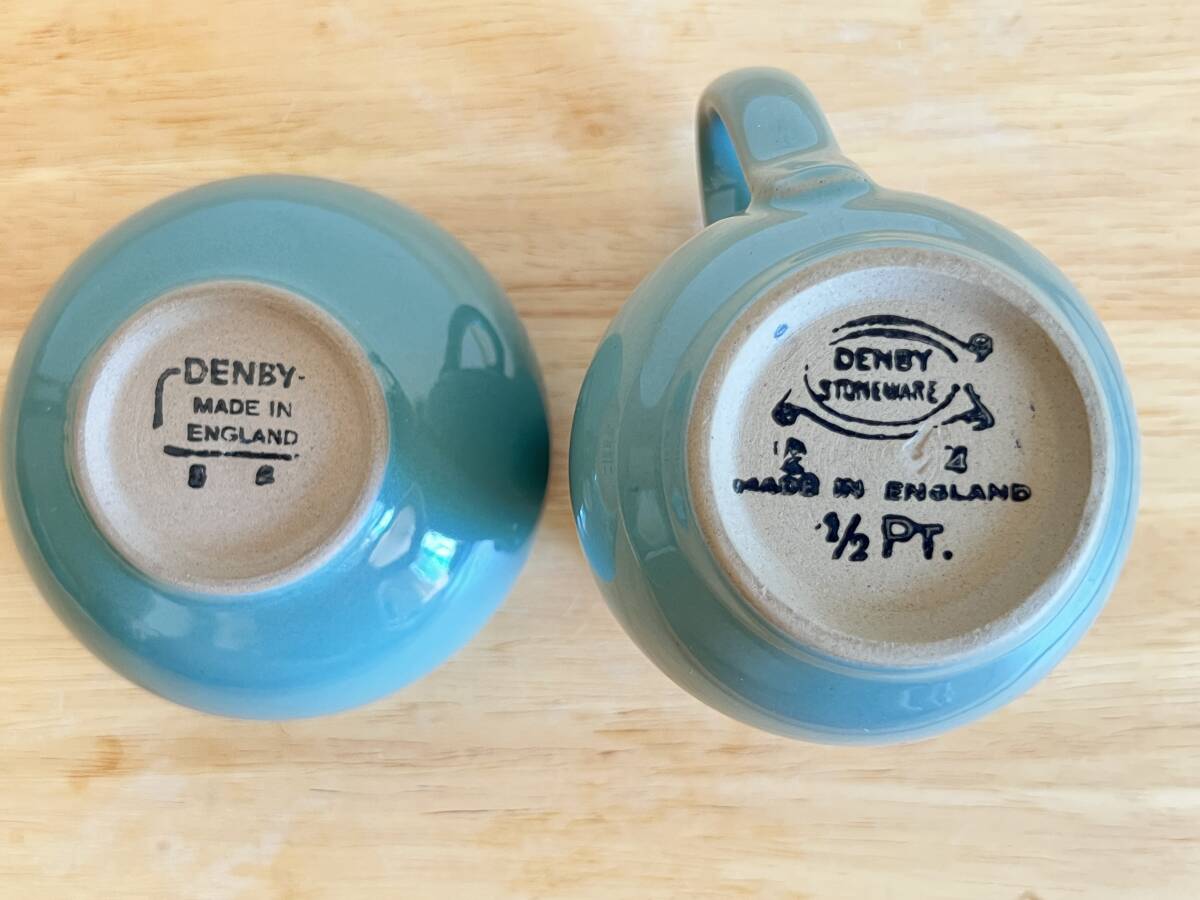 DENBY
MADE IN
ENGLAND
DENBY
STONEWARE
MADE IN ENGLAND
1/2 PT.